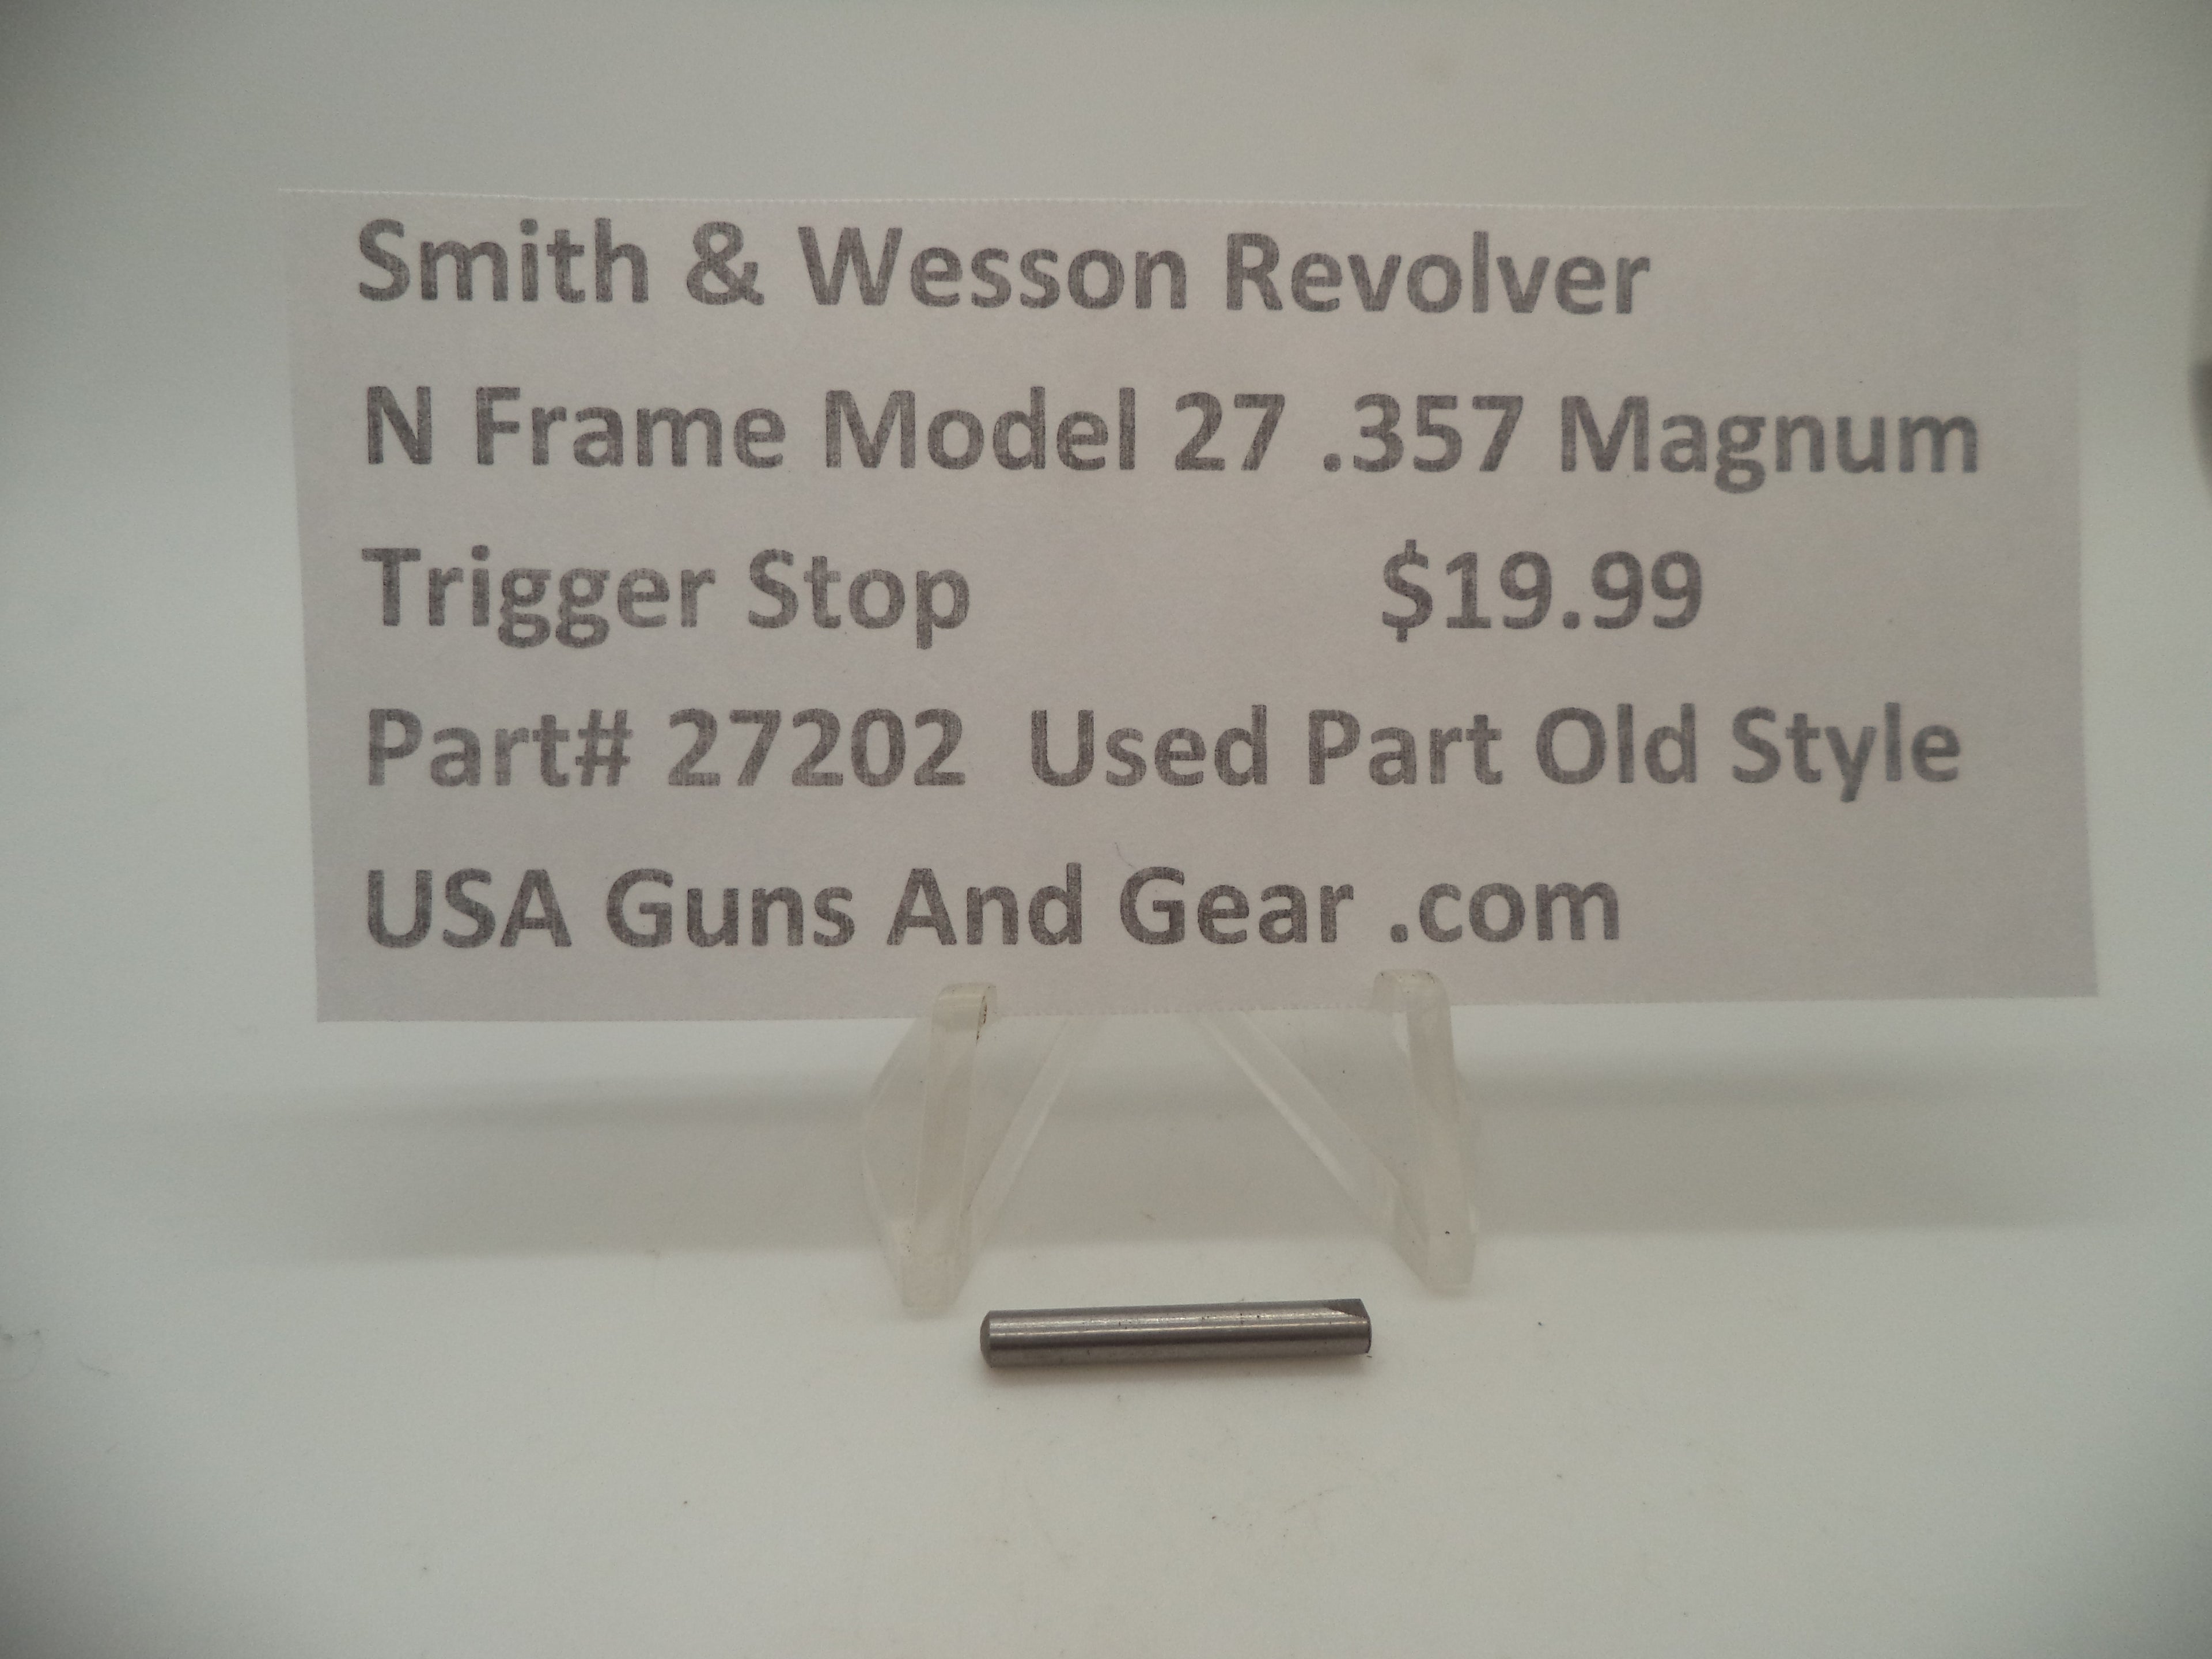 Smith & Wesson Revolver
N Frame Model 27 .357 Magnum
Trigger Stop $19.99
Part# 27202 Used Part Old Style
USA Guns And Gear .com